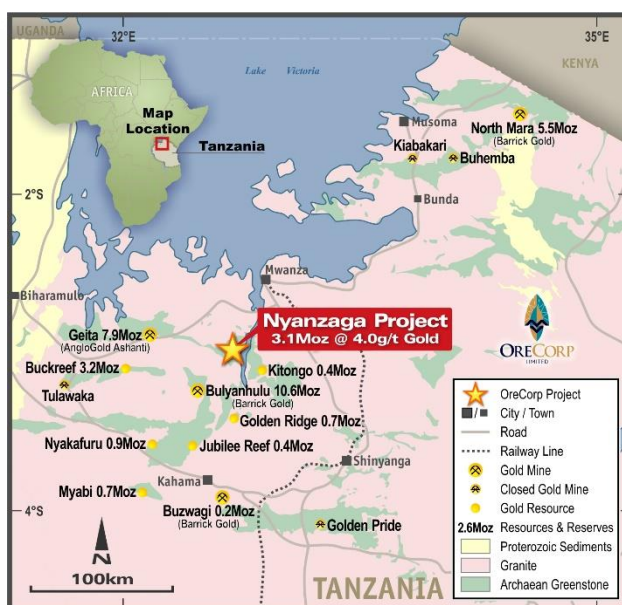 UGANDA
32°E
35°E
KENYA
Lake Victoria
AFRICA
Map
Location
Tanzania
Musoma
North Mara 5.5Moz
(Barrick Gold)
Kiabakari
Buhemba
2°S
Bunda
Mwanza
Biharamulo
Nyanzaga Project
3.1Moz @ 4.0g/t Gold
Geita 7.9Moz
(AngloGold Ashanti)
ORECORP
LIMITED
Buckreef 3.2Moz
Kitongo 0.4Moz
Tulawaka
Bulyanhulu 10.6Moz
(Barrick Gold)
Golden Ridge 0.7Moz
Nyakafuru 0.9Moz
Jubilee Reef 0.4Moz
Shinyanga
Kahama
Myabi 0.7Moz
Buzwagi 0.2Moz
(Barrick Gold)
4°S
Golden Pride
N
100km
TANZANIA
OreCorp Project
City / Town
Road
Railway Line
Gold Mine
Closed Gold Mine
Gold Resource
2.6Moz Resources & Reserves
Proterozoic Sediments
Granite
Archaean Greenstone